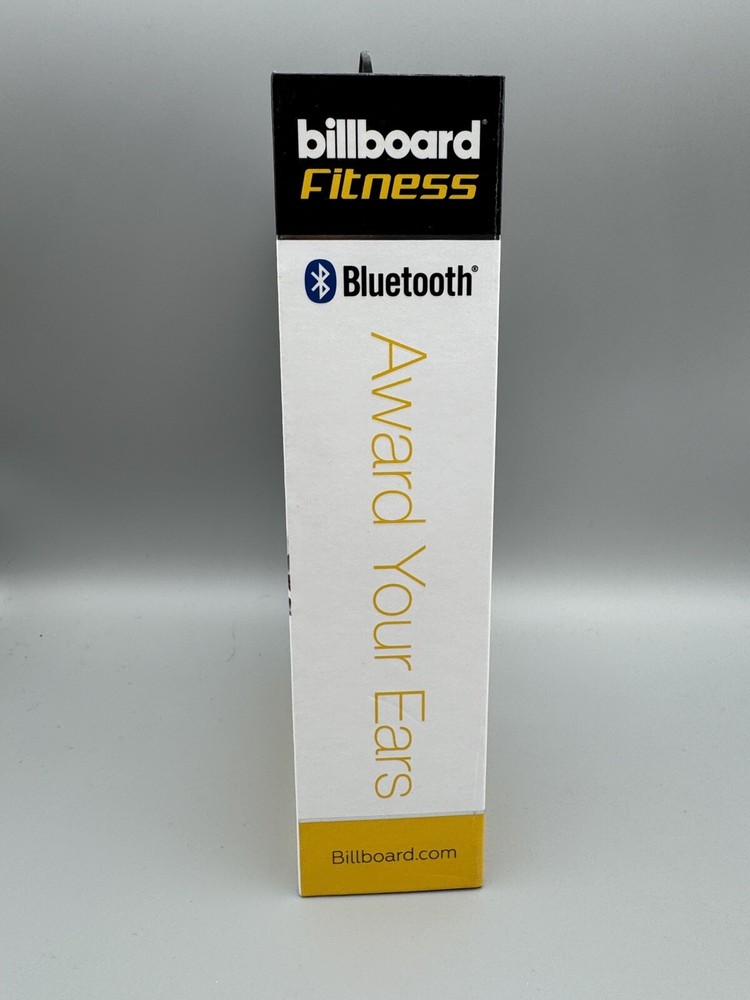 billboard®
Fitness
Bluetooth®
Award Your Ears
Billboard.com